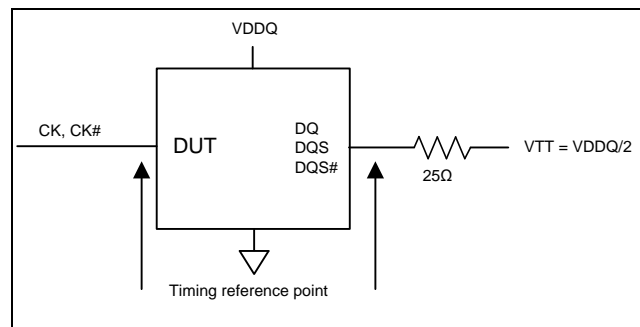 VDDQ
CK, CK#
DUT
DQ
DQS
DQS#
25Ω
VTT = VDDQ/2
Timing reference point